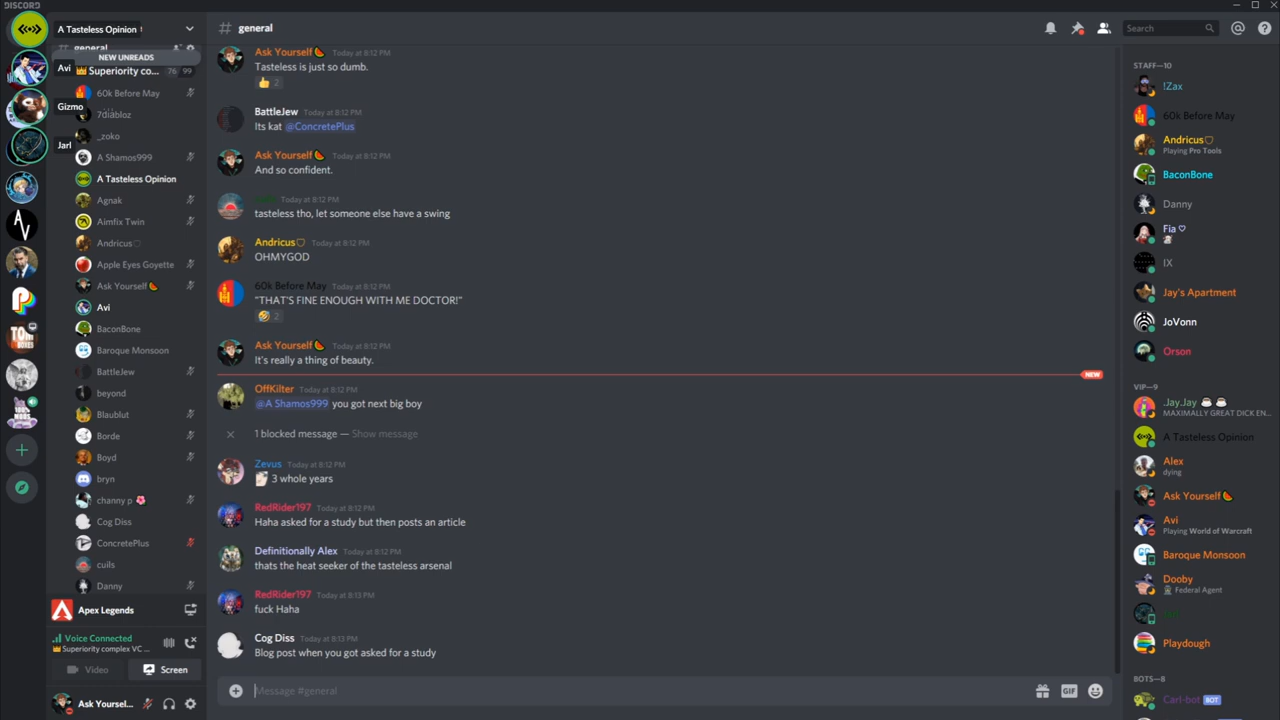 DISCORD
A Tasteless Opinion
general
Search
Avi
Gizmo
Jarl
general
NEW UNREADS
Superiority co... 76 99
60k Before May
7diabloz
_zoko
A Shamos999
A Tasteless Opinion
Agnak
Aimfix Twin
Andricus
Apple Eyes Goyette
Ask Yourself
Avi
BaconBone
Baroque Monsoon
BattleJew
beyond
Blaublut
Borde
Boyd
bryn
channy p
Cog Diss
ConcretePlus
cuils
Danny
Apex Legends
Voice Connected
Superiority complex VC ...
Video Screen
Ask Yoursel...
Ask Yourself Today at 8:12 PM
Tasteless is just so dumb.
2
BattleJew Today at 8:12 PM
Its kat @ConcretePlus
Ask Yourself Today at 8:12 PM
And so confident.
Today at 8:12 PM
tasteless tho, let someone else have a swing
Andricus Today at 8:12 PM
OHMYGOD
60k Before May Today at 8:12 PM
"THAT'S FINE ENOUGH WITH ME DOCTOR!"
2
Ask Yourself Today at 8:12 PM
It's really a thing of beauty.
NEW
OffKilter Today at 8:12 PM
@A Shamos999 you got next big boy
1 blocked message — Show message
Zevus Today at 8:12 PM
3 whole years
RedRider197 Today at 8:12 PM
Haha asked for a study but then posts an article
Definitionally Alex Today at 8:12 PM
thats the heat seeker of the tasteless arsenal
RedRider197 Today at 8:13 PM
fuck Haha
Cog Diss Today at 8:13 PM
Blog post when you got asked for a study
Message #general
GIF
STAFF—10
!Zax
60k Before May
Andricus
Playing Pro Tools
BaconBone
Danny
Fia
IX
Jay's Apartment
JoVonn
Orson
VIP—9
.Jay.Jay
MAXIMALLY GREAT DICK EN...
A Tasteless Opinion
Alex
dying
Ask Yourself
Avi
Playing World of Warcraft
Baroque Monsoon
Dooby
Federal Agent
Playdough
BOTS—8
Carl-bot BOT